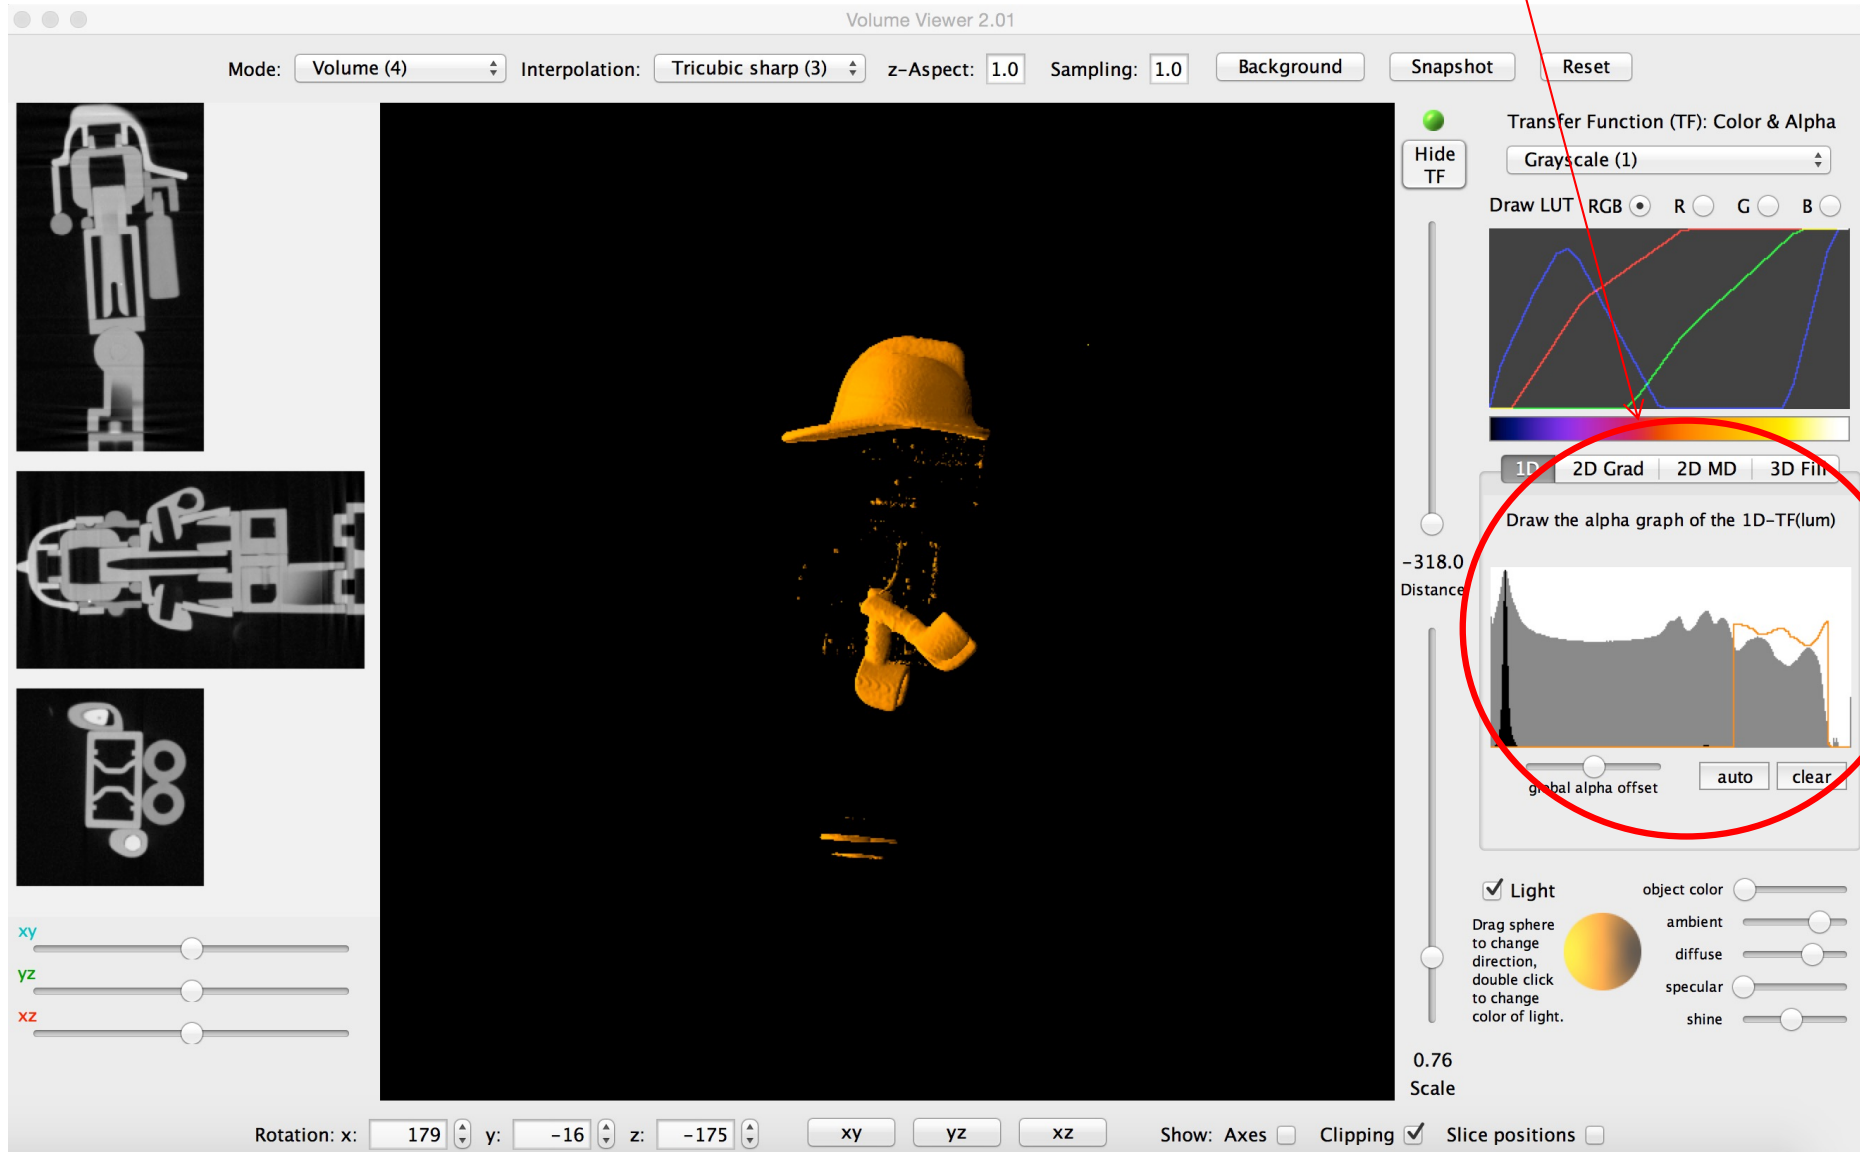 Volume Viewer 2.01
Mode: Volume (4) Interpolation: Tricubic sharp (3) z-Aspect: 1.0 Sampling: 1.0 Background Snapshot Reset
Transfer Function (TF): Color & Alpha
Hide
TF
Grayscale (1)
Draw LUT RGB R G B
1D 2D Grad 2D MD 3D Fill
Draw the alpha graph of the 1D-TF(lum)
-318.0
Distance
global alpha offset
auto clear
Light
Drag sphere
to change
direction,
double click
to change
color of light.
object color
ambient
diffuse
specular
shine
xy
yz
xz
0.76
Scale
Rotation: x: 179 y: -16 z: -175 xy yz xz Show: Axes Clipping Slice positions